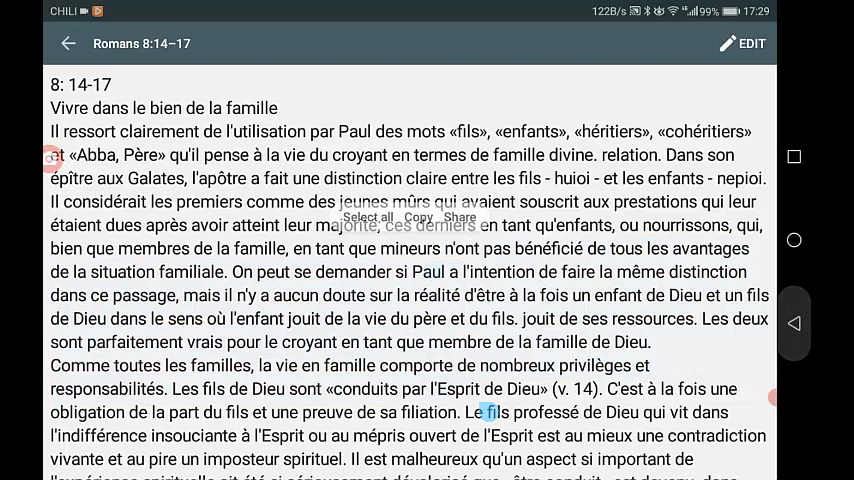 CHILI 122B/s 99% 17:29
Romans 8:14–17 EDIT
8: 14-17
Vivre dans le bien de la famille
Il ressort clairement de l'utilisation par Paul des mots «fils», «enfants», «héritiers», «cohéritiers»
et «Abba, Père» qu'il pense à la vie du croyant en termes de famille divine. relation. Dans son
épître aux Galates, l'apôtre a fait une distinction claire entre les fils - huioi - et les enfants - nepioi.
Il considérait les premiers comme des jeunes mûrs qui avaient souscrit aux prestations qui leur
Select all Copy Share
étaient dues après avoir atteint leur majorité; ces derniers en tant qu'enfants, ou nourrissons, qui,
bien que membres de la famille, en tant que mineurs n'ont pas bénéficié de tous les avantages
de la situation familiale. On peut se demander si Paul a l'intention de faire la même distinction
dans ce passage, mais il n'y a aucun doute sur la réalité d'être à la fois un enfant de Dieu et un fils
de Dieu dans le sens où l'enfant jouit de la vie du père et du fils. jouit de ses ressources. Les deux
sont parfaitement vrais pour le croyant en tant que membre de la famille de Dieu.
Comme toutes les familles, la vie en famille comporte de nombreux privilèges et
responsabilités. Les fils de Dieu sont «conduits par l'Esprit de Dieu» (v. 14). C'est à la fois une
obligation de la part du fils et une preuve de sa filiation. Le fils professé de Dieu qui vit dans
l'indifférence insouciante à l'Esprit ou au mépris ouvert de l'Esprit est au mieux une contradiction
vivante et au pire un imposteur spirituel. Il est malheureux qu'un aspect si important de